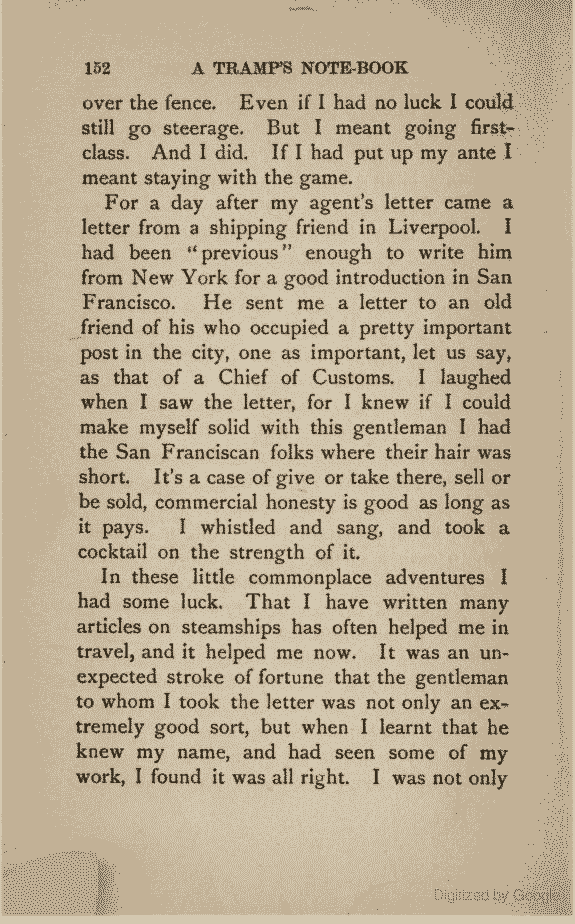 152 A TRAMP'S NOTE-BOOK
over the fence. Even if I had no luck I could
still go steerage. But I meant going first-
class. And I did. If I had put up my ante I
meant staying with the game.
For a day after my agent's letter came a
letter from a shipping friend in Liverpool. I
had been "previous" enough to write him
from New York for a good introduction in San
Francisco. He sent me a letter to an old
friend of his who occupied a pretty important
post in the city, one as important, let us say,
as that of a Chief of Customs. I laughed
when I saw the letter, for I knew if I could
make myself solid with this gentleman I had
the San Franciscan folks where their hair was
short. It's a case of give or take there, sell or
be sold, commercial honesty is good as long as
it pays. I whistled and sang, and took a
cocktail on the strength of it.
In these little commonplace adventures I
had some luck. That I have written many
articles on steamships has often helped me in
travel, and it helped me now. It was an un-
expected stroke of fortune that the gentleman
to whom I took the letter was not only an ex-
tremely good sort, but when I learnt that he
knew my name, and had seen some of my
work, I found it was all right. I was not only
Digitized by Google